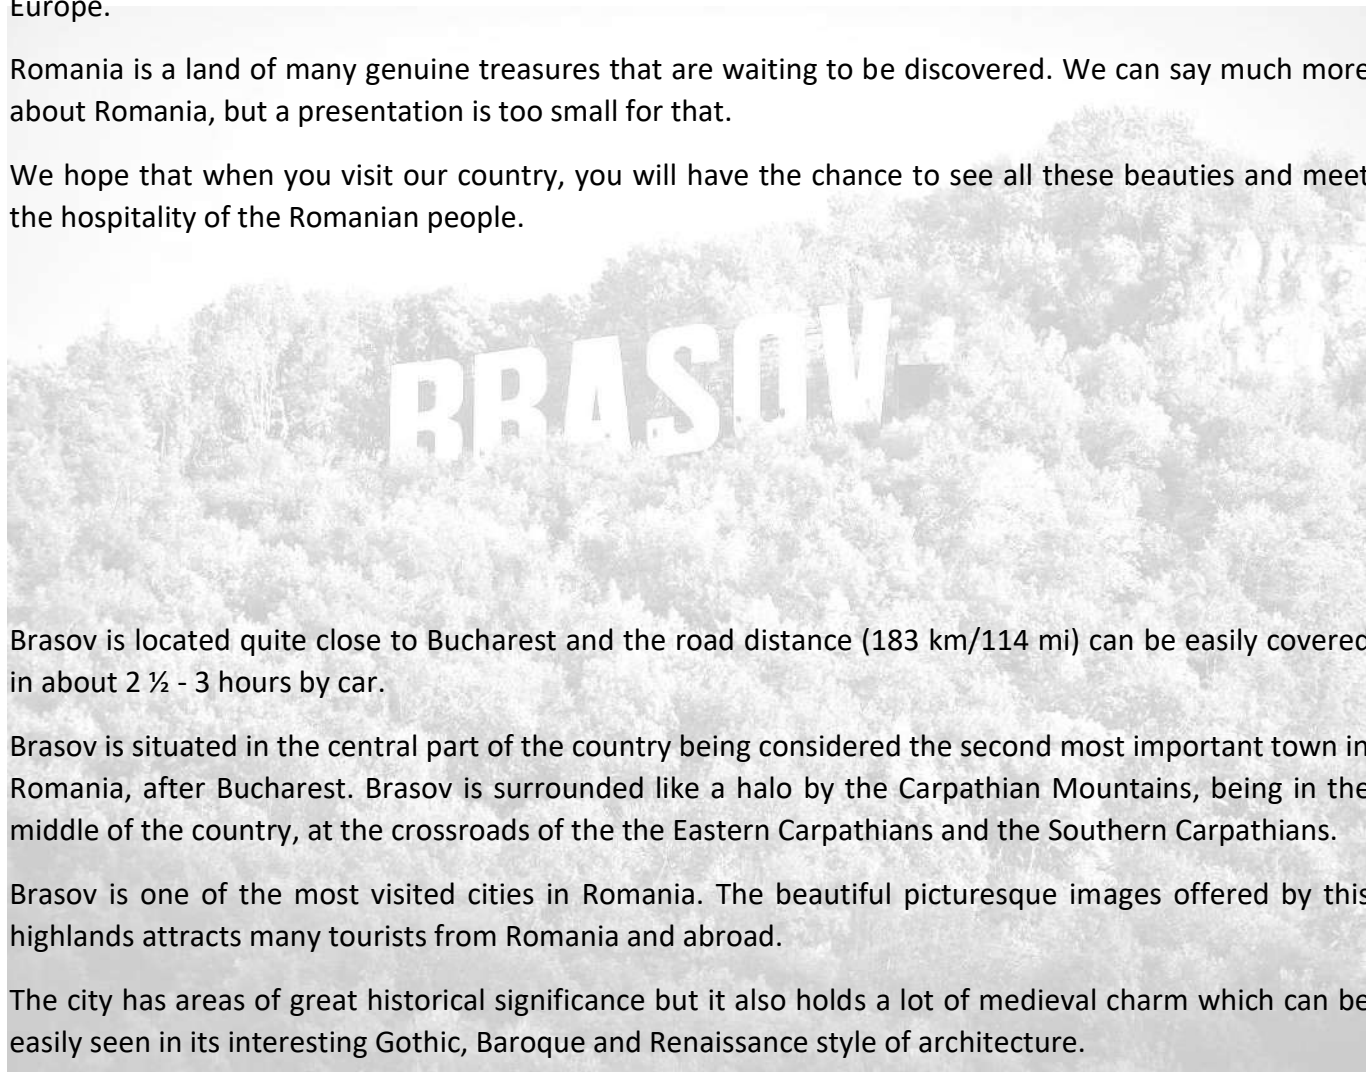 Europe.
Romania is a land of many genuine treasures that are waiting to be discovered. We can say much more
about Romania, but a presentation is too small for that.
We hope that when you visit our country, you will have the chance to see all these beauties and meet
the hospitality of the Romanian people.
BRASOV
Brasov is located quite close to Bucharest and the road distance (183 km/114 mi) can be easily covered
in about 2 ½ - 3 hours by car.
Brasov is situated in the central part of the country being considered the second most important town in
Romania, after Bucharest. Brasov is surrounded like a halo by the Carpathian Mountains, being in the
middle of the country, at the crossroads of the the Eastern Carpathians and the Southern Carpathians.
Brasov is one of the most visited cities in Romania. The beautiful picturesque images offered by this
highlands attracts many tourists from Romania and abroad.
The city has areas of great historical significance but it also holds a lot of medieval charm which can be
easily seen in its interesting Gothic, Baroque and Renaissance style of architecture.